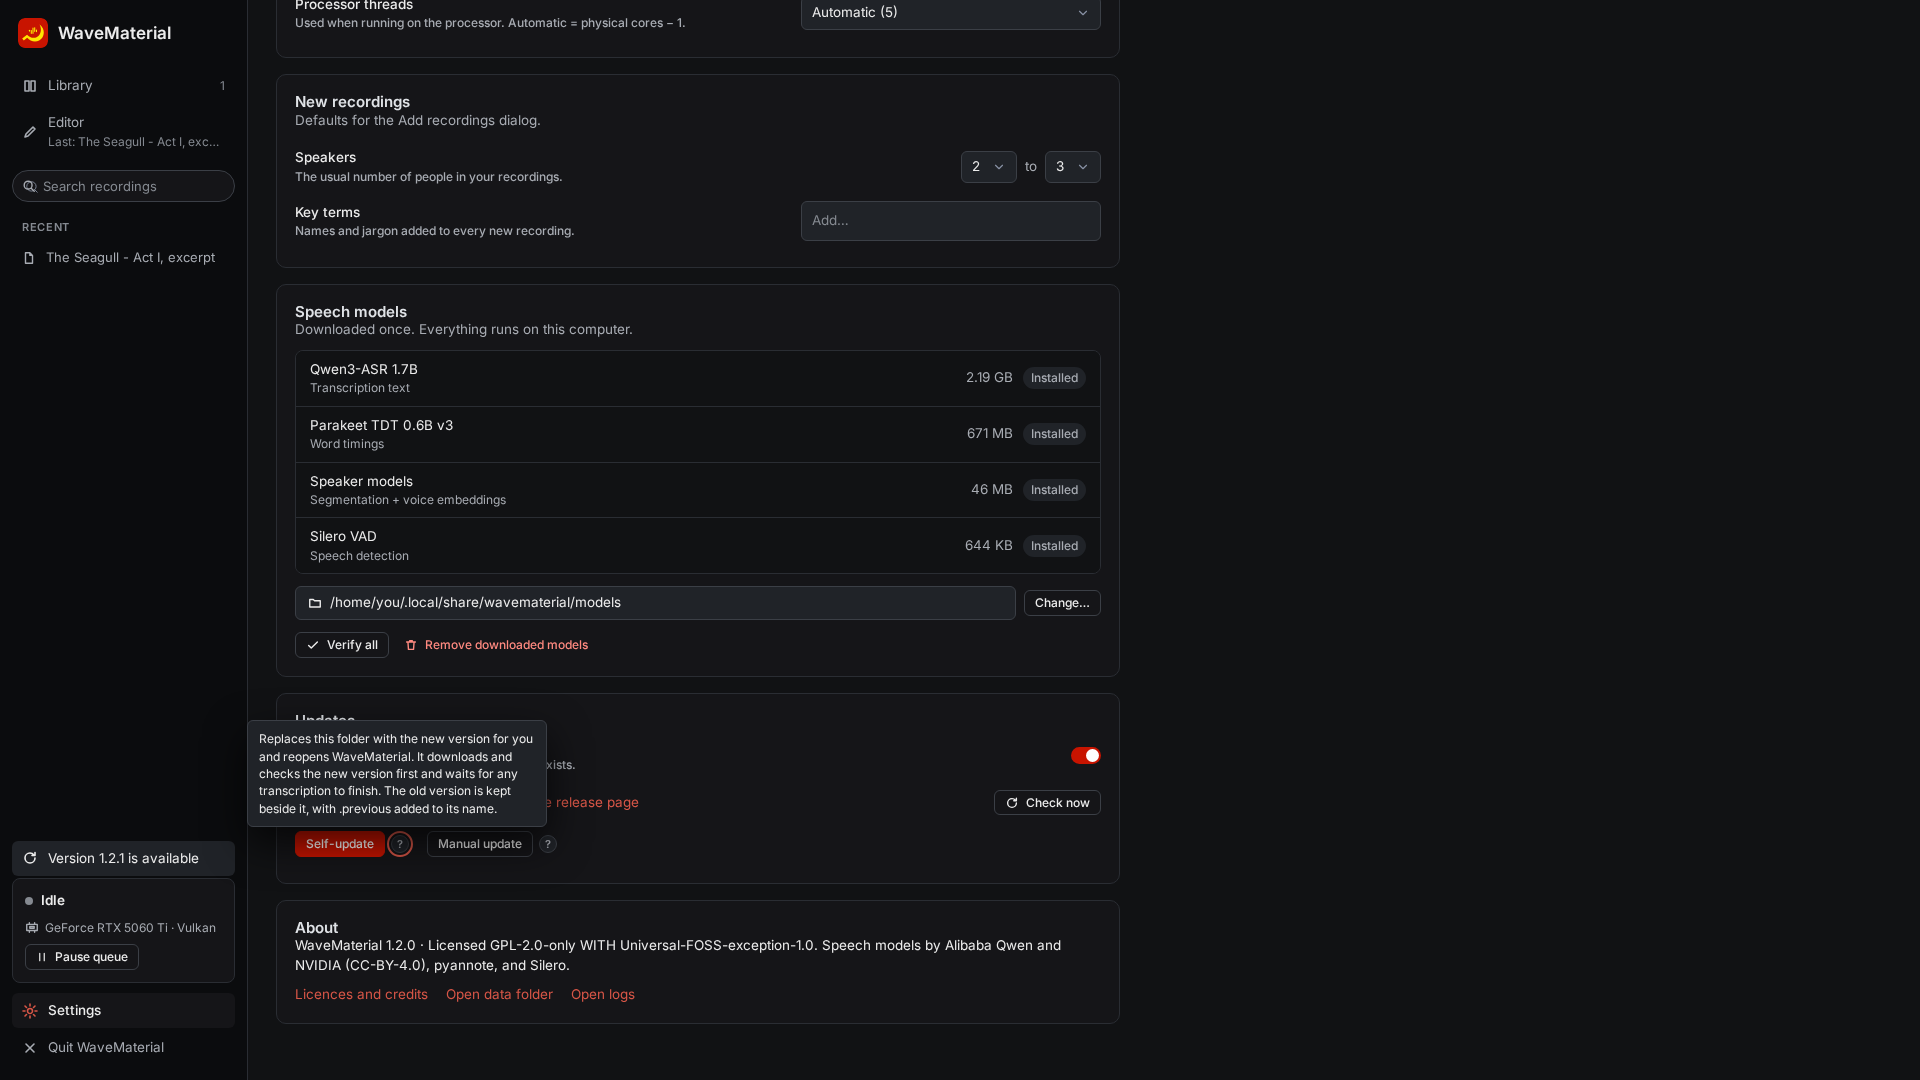 WaveMaterial
Library 1
Editor
Last: The Seagull - Act I, exc...
Search recordings
RECENT
The Seagull - Act I, excerpt
Version 1.2.1 is available
Idle
GeForce RTX 5060 Ti · Vulkan
Pause queue
Settings
Quit WaveMaterial
Processor threads
Used when running on the processor. Automatic = physical cores − 1.
Automatic (5)
New recordings
Defaults for the Add recordings dialog.
Speakers
The usual number of people in your recordings.
2 to 3
Key terms
Names and jargon added to every new recording.
Add...
Speech models
Downloaded once. Everything runs on this computer.
Qwen3-ASR 1.7B
Transcription text
2.19 GB Installed
Parakeet TDT 0.6B v3
Word timings
671 MB Installed
Speaker models
Segmentation + voice embeddings
46 MB Installed
Silero VAD
Speech detection
644 KB Installed
/home/you/.local/share/wavematerial/models
Change...
Verify all
Remove downloaded models
Updates
Replaces this folder with the new version for you
and reopens WaveMaterial. It downloads and
checks the new version first and waits for any
transcription to finish. The old version is kept
beside it, with .previous added to its name.
release page
Check now
Self-update ? Manual update ?
About
WaveMaterial 1.2.0 · Licensed GPL-2.0-only WITH Universal-FOSS-exception-1.0. Speech models by Alibaba Qwen and
NVIDIA (CC-BY-4.0), pyannote, and Silero.
Licences and credits Open data folder Open logs